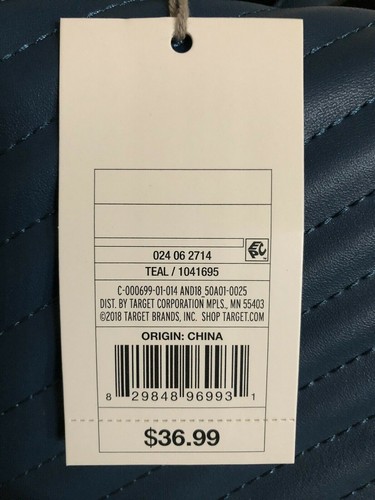 024 06 2714
TEAL / 1041695
C-000699-01-014 AND18 50A01-0025
DIST. BY TARGET CORPORATION MPLS., MN 55403
©2018 TARGET BRANDS, INC. SHOP TARGET.COM
ORIGIN: CHINA
8 29848 96993 1
$36.99